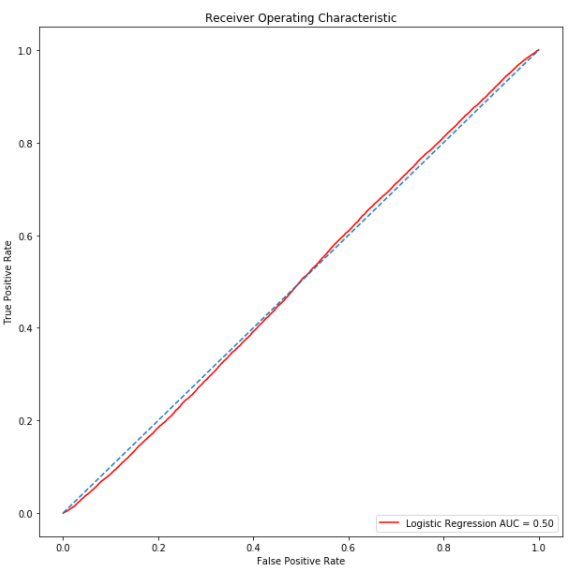 Receiver Operating Characteristic
1.0
0.8
0.6
0.4
0.2
0.0
True Positive Rate
0.0 0.2 0.4 0.6 0.8 1.0
False Positive Rate
Logistic Regression AUC = 0.50